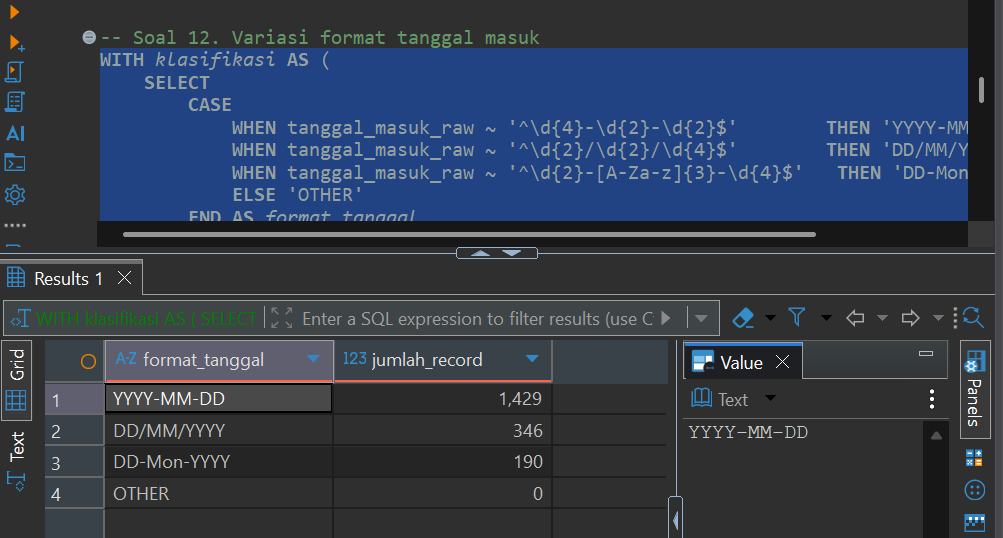 -- Soal 12. Variasi format tanggal masuk
WITH klasifikasi AS (
SELECT
CASE
WHEN tanggal_masuk_raw ~ '^\d{4}-\d{2}-\d{2}$' THEN 'YYYY-MM
WHEN tanggal_masuk_raw ~ '^\d{2}/\d{2}/\d{4}$' THEN 'DD/MM/Y
WHEN tanggal_masuk_raw ~ '^\d{2}-[A-Za-z]{3}-\d{4}$' THEN 'DD-Mon
ELSE 'OTHER'
END AS format_tanggal
AI
Results 1
WITH klasifikasi AS ( SELECT
Enter a SQL expression to filter results (use C
Grid
Text
A-Z format_tanggal 123 jumlah_record
1 YYYY-MM-DD 1,429
2 DD/MM/YYYY 346
3 DD-Mon-YYYY 190
4 OTHER 0
Value
Text
YYYY-MM-DD
Panels